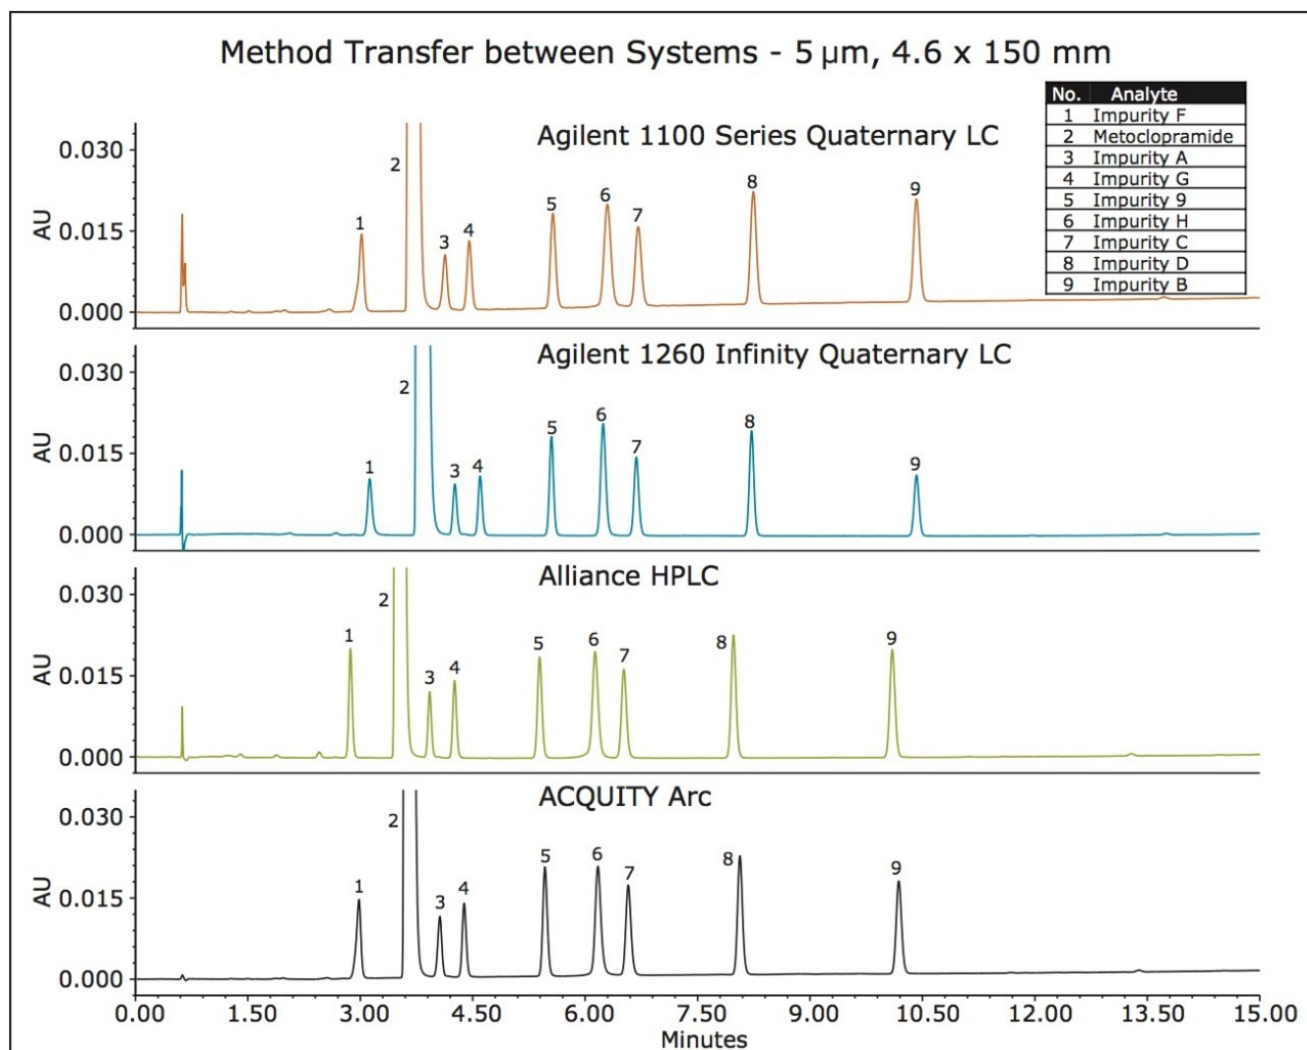 Method Transfer between Systems - 5 µm, 4.6 x 150 mm
No. Analyte
1 Impurity F
2 Metoclopramide
3 Impurity A
4 Impurity G
5 Impurity 9
6 Impurity H
7 Impurity C
8 Impurity D
9 Impurity B
Agilent 1100 Series Quaternary LC
AU
0.030
0.015
0.000
1 2 3 4 5 6 7 8 9
Agilent 1260 Infinity Quaternary LC
AU
0.030
0.015
0.000
1 2 3 4 5 6 7 8 9
Alliance HPLC
AU
0.030
0.015
0.000
1 2 3 4 5 6 7 8 9
ACQUITY Arc
AU
0.030
0.015
0.000
1 2 3 4 5 6 7 8 9
0.00 1.50 3.00 4.50 6.00 7.50 9.00 10.50 12.00 13.50 15.00
Minutes